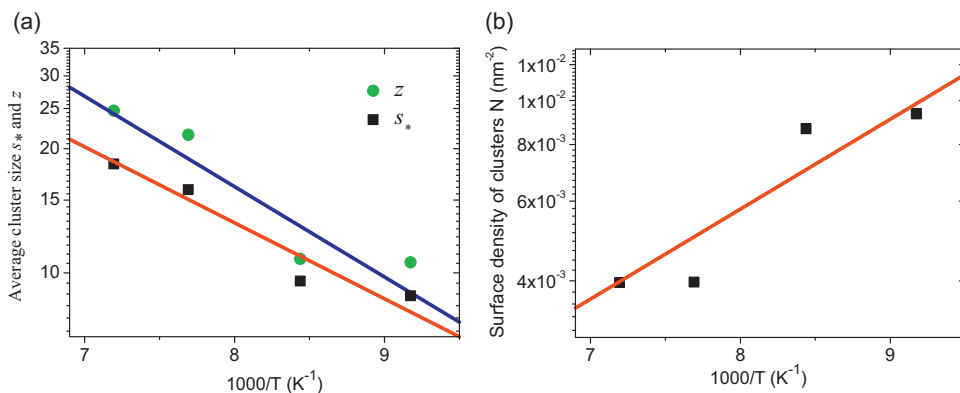 (a)
Average cluster size s* and z
35
30
25
20
15
10
7
8
9
1000/T (K⁻¹)
z
s*
(b)
Surface density of clusters N (nm⁻²)
1x10⁻²
1x10⁻²
8x10⁻³
6x10⁻³
4x10⁻³
7
8
9
1000/T (K⁻¹)